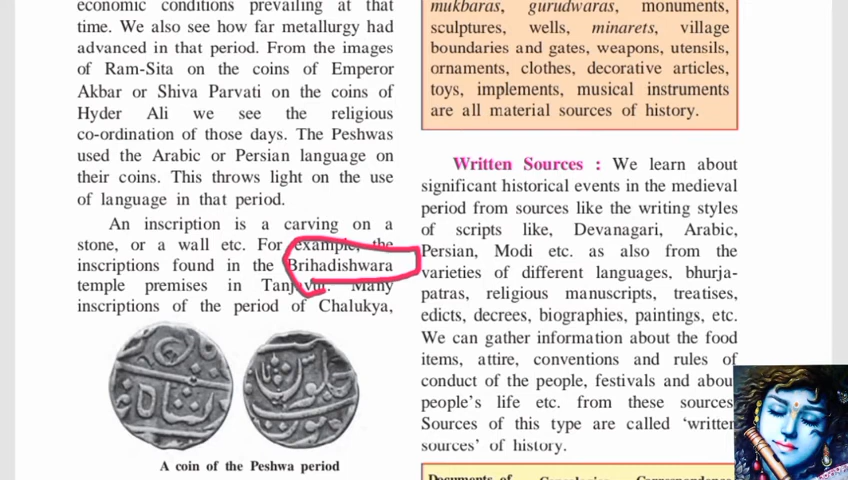 economic conditions prevailing at that
time. We also see how far metallurgy had
advanced in that period. From the images
of Ram-Sita on the coins of Emperor
Akbar or Shiva Parvati on the coins of
Hyder Ali we see the religious
co-ordination of those days. The Peshwas
used the Arabic or Persian language on
their coins. This throws light on the use
of language in that period.
An inscription is a carving on a
stone, or a wall etc. For example, the
inscriptions found in the Brihadishwara
temple premises in Tanjavur. Many
inscriptions of the period of Chalukya,
A coin of the Peshwa period
mukbaras, gurudwaras, monuments,
sculptures, wells, minarets, village
boundaries and gates, weapons, utensils,
ornaments, clothes, decorative articles,
toys, implements, musical instruments
are all material sources of history.
Written Sources : We learn about
significant historical events in the medieval
period from sources like the writing styles
of scripts like, Devanagari, Arabic,
Persian, Modi etc. as also from the
varieties of different languages, bhurja-
patras, religious manuscripts, treatises,
edicts, decrees, biographies, paintings, etc.
We can gather information about the food
items, attire, conventions and rules of
conduct of the people, festivals and about
people's life etc. from these sources.
Sources of this type are called 'written
sources' of history.
Documents of Genealogies Correspondence